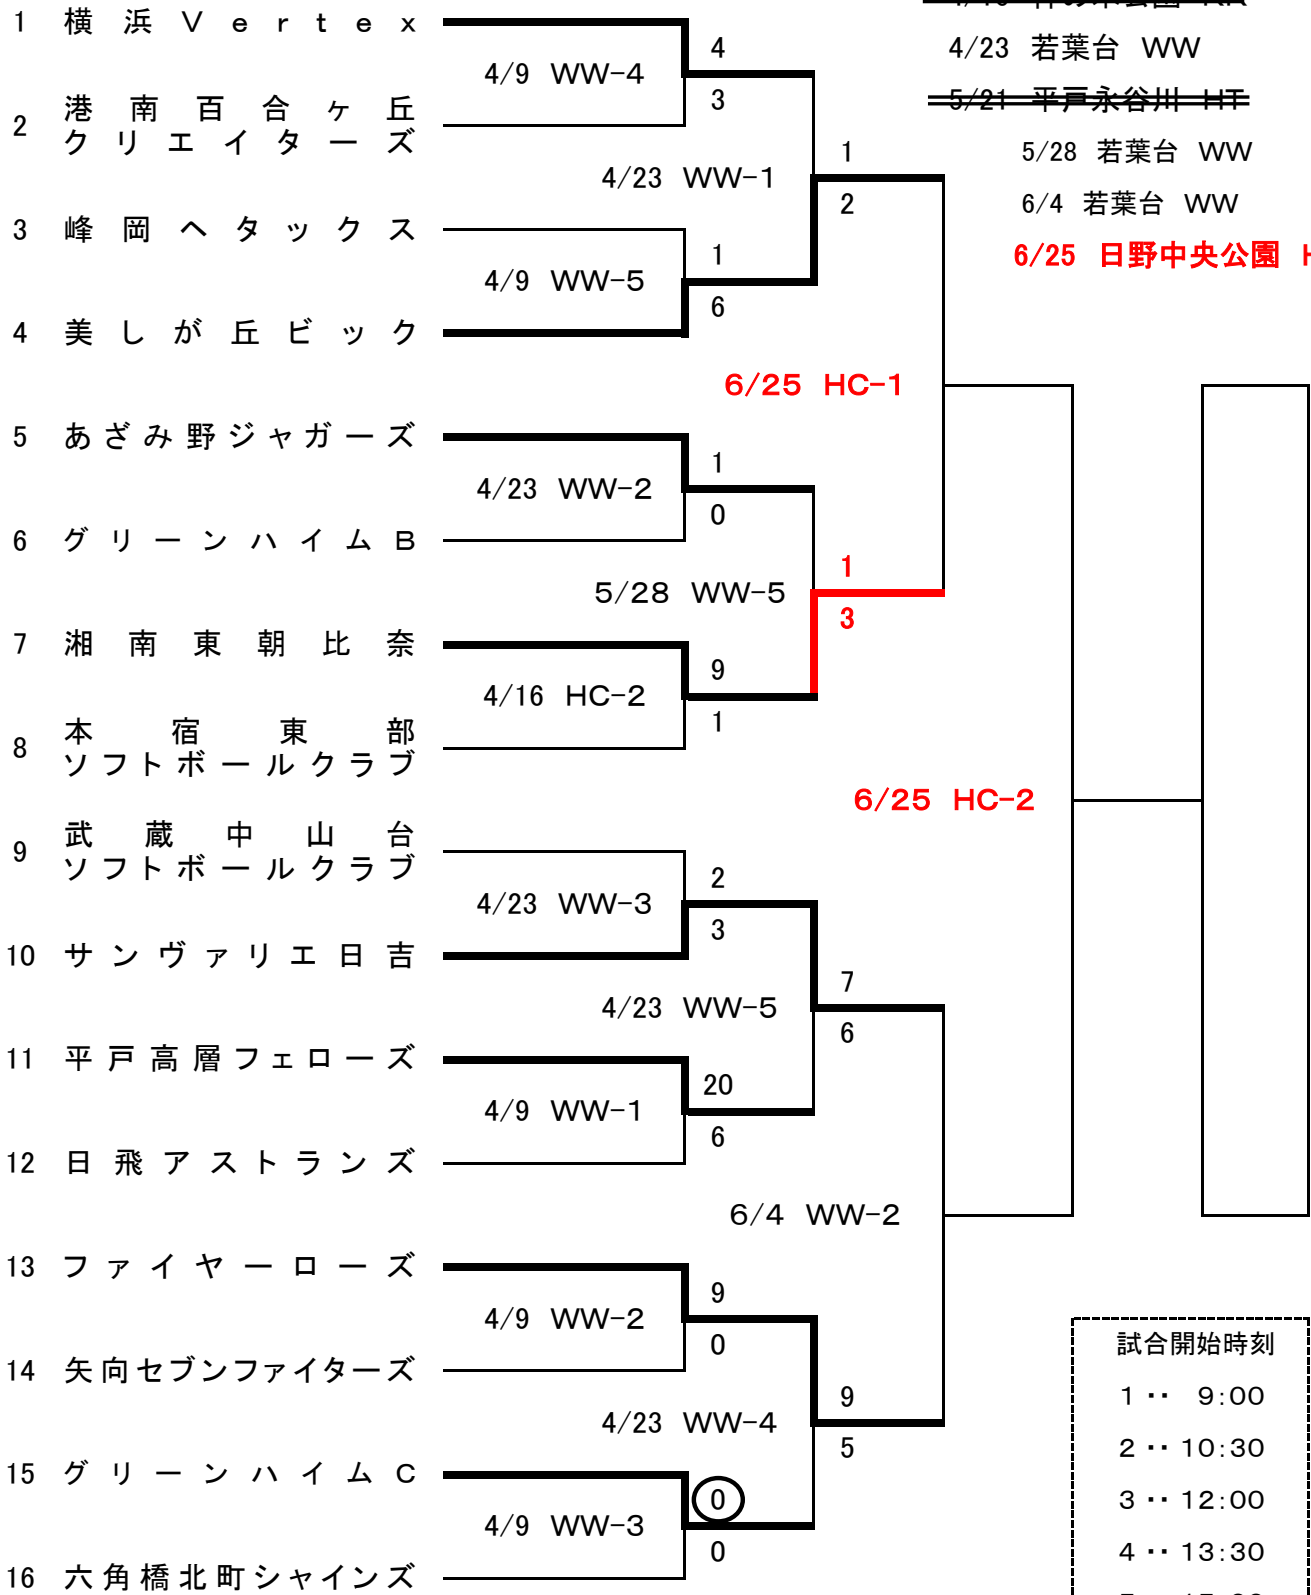 4/23 若葉台 WW
5/21 平戸永谷川 HT
5/28 若葉台 WW
6/4 若葉台 WW
6/25 日野中央公園
1 横浜Vertex
4/9 WW-4
4
3
2 港南百合ヶ丘
クリエイターズ
4/23 WW-1
1
2
3 峰岡ヘタックス
4/9 WW-5
1
6
4 美しが丘ビック
6/25 HC-1
5 あざみ野ジャガーズ
4/23 WW-2
1
0
6 グリーンハイムB
5/28 WW-5
1
3
7 湘南東朝比奈
4/16 HC-2
9
1
8 本宿東部
ソフトボールクラブ
6/25 HC-2
9 武蔵中山台
ソフトボールクラブ
4/23 WW-3
2
3
10 サンヴァリエ日吉
4/23 WW-5
7
6
11 平戸高層フェローズ
4/9 WW-1
20
6
12 日飛アストランズ
6/4 WW-2
13 ファイヤーローズ
4/9 WW-2
9
0
14 矢向セブンファイターズ
4/23 WW-4
9
5
15 グリーンハイムC
4/9 WW-3
0
0
16 六角橋北町シャインズ
試合開始時刻
1 ‥ 9:00
2 ‥ 10:30
3 ‥ 12:00
4 ‥ 13:30